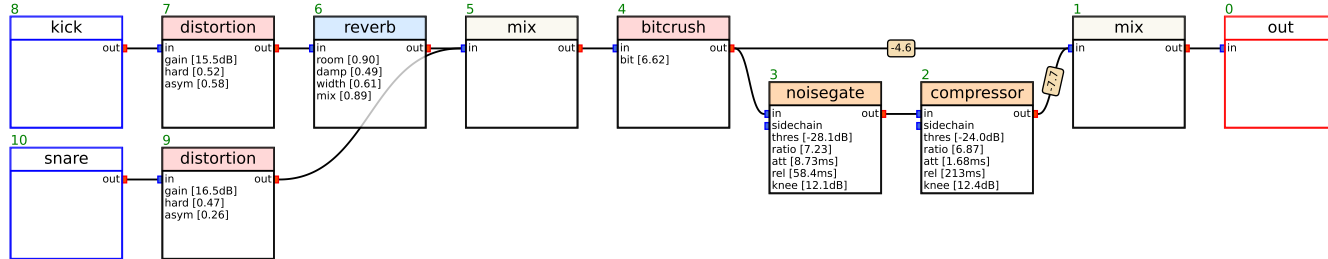 8
kick
out
7
distortion
in out
gain [15.5dB]
hard [0.52]
asym [0.58]
6
reverb
in out
room [0.90]
damp [0.49]
width [0.61]
mix [0.89]
5
mix
in out
4
bitcrush
in out
bit [6.62]
-4.6
3
noisegate
in out
sidechain
thres [-28.1dB]
ratio [7.23]
att [8.73ms]
rel [58.4ms]
knee [12.1dB]
2
compressor
in out
sidechain
thres [-24.0dB]
ratio [6.87]
att [1.68ms]
rel [213ms]
knee [12.4dB]
-7.7
1
mix
in out
0
out
in
10
snare
out
9
distortion
in out
gain [16.5dB]
hard [0.47]
asym [0.26]